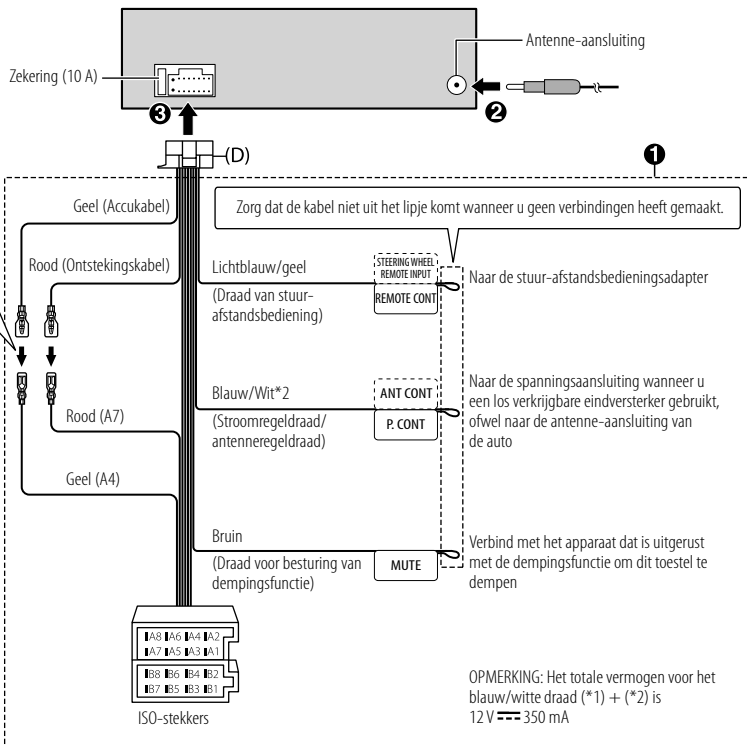 Antenne-aansluiting
Zekering (10 A)
❸
❷
(D)
❶
Geel (Accukabel)
Zorg dat de kabel niet uit het lipje komt wanneer u geen verbindingen heeft gemaakt.
Rood (Ontstekingskabel)
Lichtblauw/geel
(Draad van stuur-
afstandsbediening)
STEERING WHEEL
REMOTE INPUT
REMOTE CONT
Naar de stuur-afstandsbedieningsadapter
Blauw/Wit*2
(Stroomregeldraad/
antenneregeldraad)
ANT CONT
P. CONT
Naar de spanningsaansluiting wanneer u
een los verkrijgbare eindversterker gebruikt,
ofwel naar de antenne-aansluiting van
de auto
Rood (A7)
Geel (A4)
Bruin
(Draad voor besturing van
dempingsfunctie)
MUTE
Verbind met het apparaat dat is uitgerust
met de dempingsfunctie om dit toestel te
dempen
A8 A6 A4 A2
A7 A5 A3 A1
B8 B6 B4 B2
B7 B5 B3 B1
ISO-stekkers
OPMERKING: Het totale vermogen voor het
blauw/witte draad (*1) + (*2) is
12 V ⎓ 350 mA